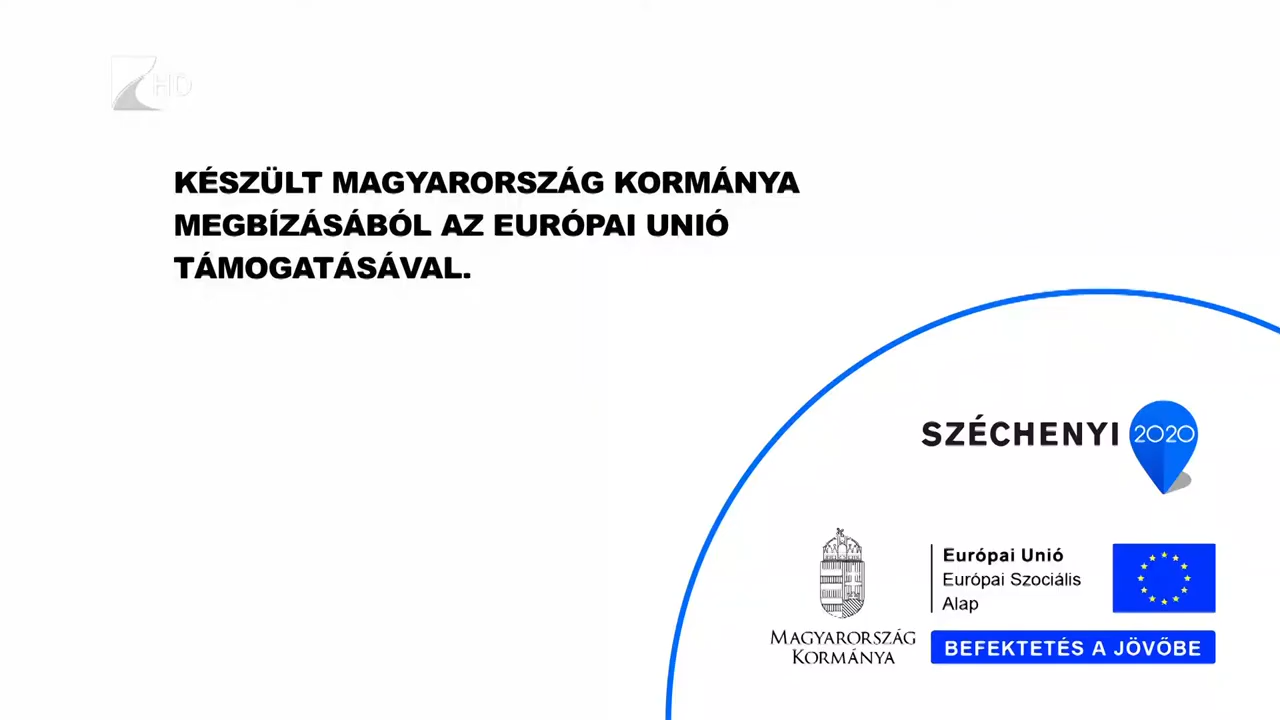 HD
KÉSZÜLT MAGYARORSZÁG KORMÁNYA
MEGBÍZÁSÁBÓL AZ EURÓPAI UNIÓ
TÁMOGATÁSÁVAL.
SZÉCHENYI 2020
Európai Unió
Európai Szociális
Alap
MAGYARORSZÁG
KORMÁNYA
BEFEKTETÉS A JÖVŐBE